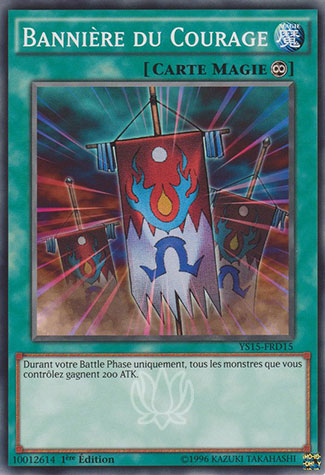 BANNIÈRE DU COURAGE
MAGIE
魔
[CARTE MAGIE]
YS15-FRD15
Durant votre Battle Phase uniquement, tous les monstres que vous
contrôlez gagnent 200 ATK.
10012614 1ère Édition ©1996 KAZUKI TAKAHASHI